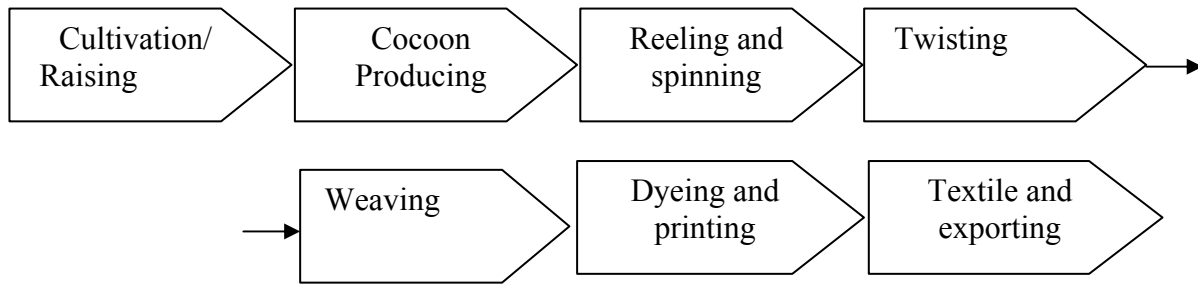 Cultivation/
Raising
Cocoon
Producing
Reeling and
spinning
Twisting
Weaving
Dyeing and
printing
Textile and
exporting